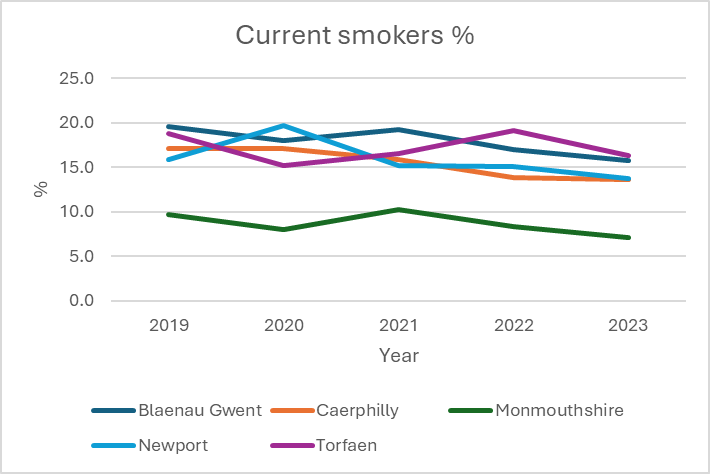 Current smokers %
25.0
20.0
15.0
10.0
5.0
0.0
%
2019 2020 2021 2022 2023
Year
Blaenau Gwent Caerphilly Monmouthshire
Newport Torfaen